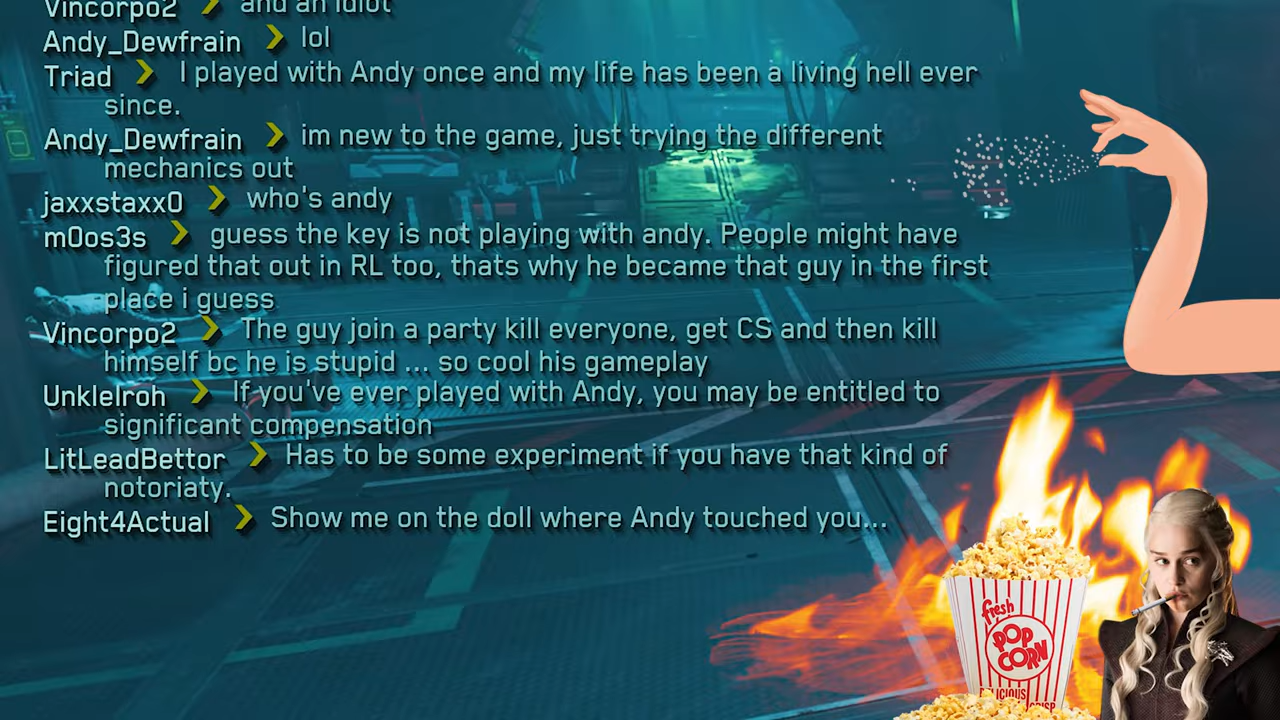 Vincorpo2 > and an idiot
Andy_Dewfrain > lol
Triad > I played with Andy once and my life has been a living hell ever
since.
Andy_Dewfrain > im new to the game, just trying the different
mechanics out
jaxxstaxx0 > who's andy
m0os3s > guess the key is not playing with andy. People might have
figured that out in RL too, thats why he became that guy in the first
place i guess
Vincorpo2 > The guy join a party kill everyone, get CS and then kill
himself bc he is stupid ... so cool his gameplay
UnkleIroh > If you've ever played with Andy, you may be entitled to
significant compensation
LitLeadBettor > Has to be some experiment if you have that kind of
notoriaty.
Eight4Actual > Show me on the doll where Andy touched you...
fresh
POP
CORN
DELICIOUS
CRISP